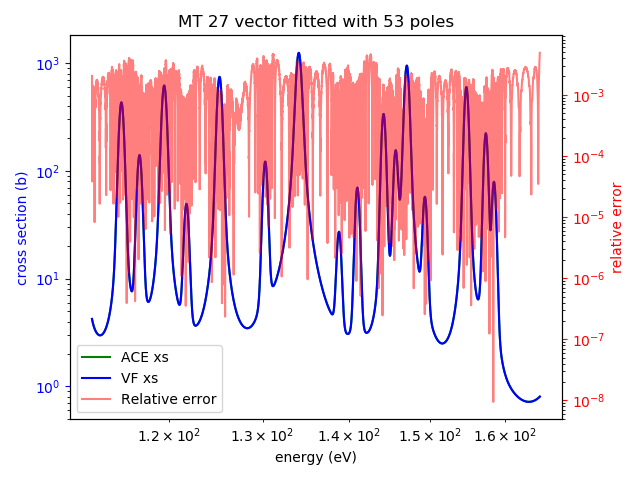 MT 27 vector fitted with 53 poles
cross section (b)
10³
10²
10¹
10⁰
10⁻³
10⁻⁴
10⁻⁵
10⁻⁶
10⁻⁷
10⁻⁸
relative error
ACE xs
VF xs
Relative error
1.2 × 10² 1.3 × 10² 1.4 × 10² 1.5 × 10² 1.6 × 10²
energy (eV)